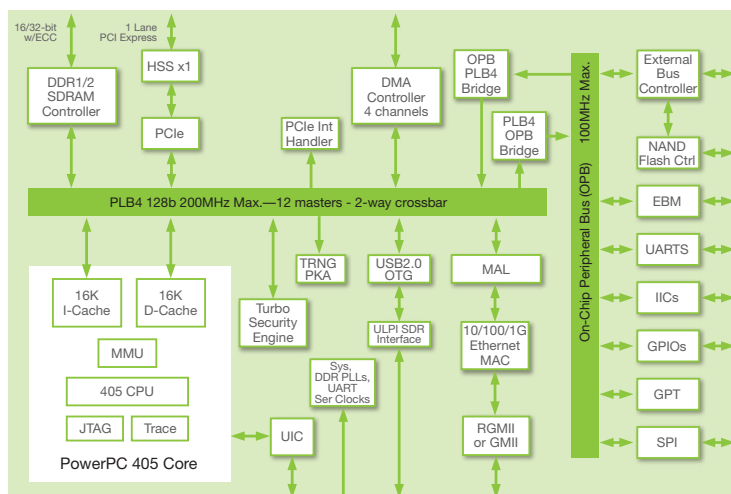 16/32-bit
w/ECC
1 Lane
PCI Express
DDR1/2
SDRAM
Controller
HSS x1
PCIe
PCIe Int
Handler
DMA
Controller
4 channels
OPB
PLB4
Bridge
PLB4
OPB
Bridge
PLB4 128b 200MHz Max.—12 masters - 2-way crossbar
On-Chip Peripheral Bus (OPB) 100MHz Max.
External
Bus
Controller
NAND
Flash Ctrl
EBM
UARTS
IICs
GPIOs
GPT
SPI
16K
I-Cache
16K
D-Cache
MMU
405 CPU
JTAG
Trace
PowerPC 405 Core
Turbo
Security
Engine
TRNG
PKA
USB2.0
OTG
ULPI SDR
Interface
MAL
10/100/1G
Ethernet
MAC
RGMII
or GMII
Sys,
DDR PLLs,
UART
Ser Clocks
UIC